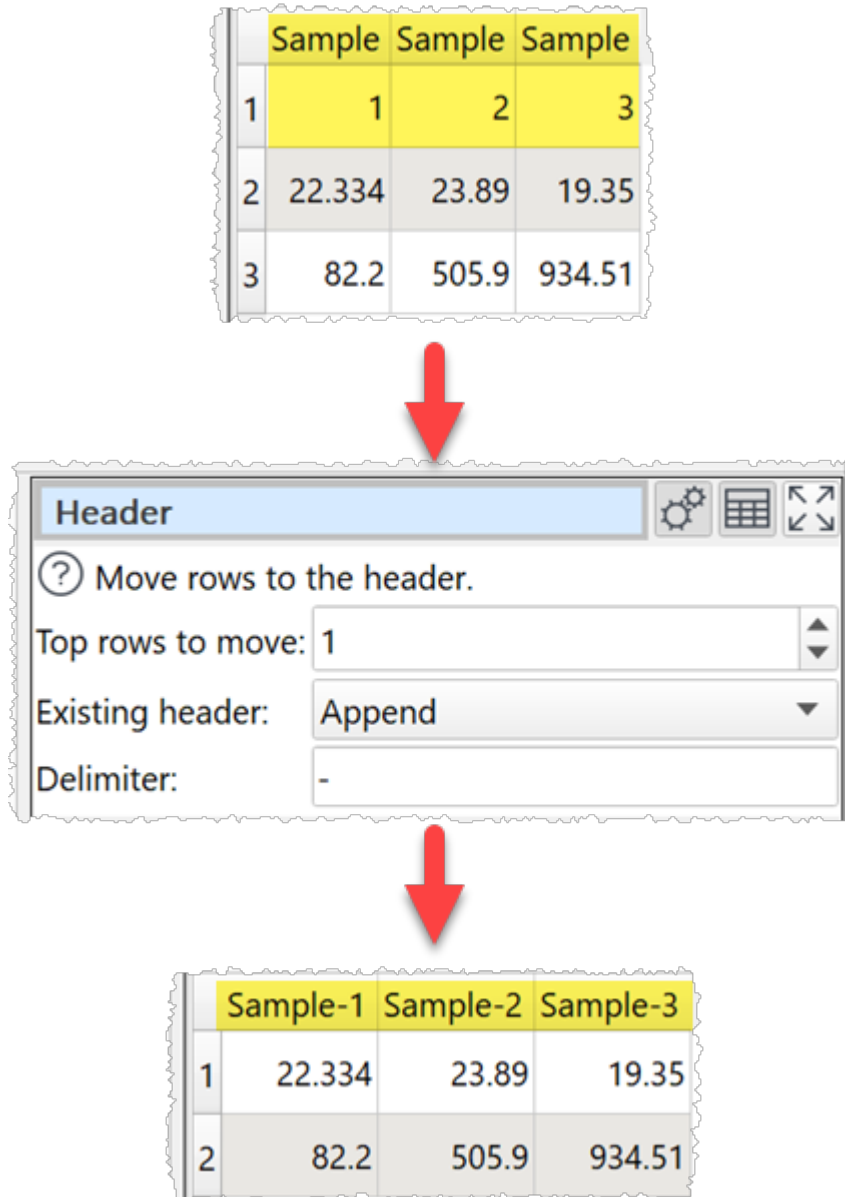 Sample Sample Sample
1 1 2 3
2 22.334 23.89 19.35
3 82.2 505.9 934.51
Header
? Move rows to the header.
Top rows to move: 1
Existing header: Append
Delimiter: -
Sample-1 Sample-2 Sample-3
1 22.334 23.89 19.35
2 82.2 505.9 934.51